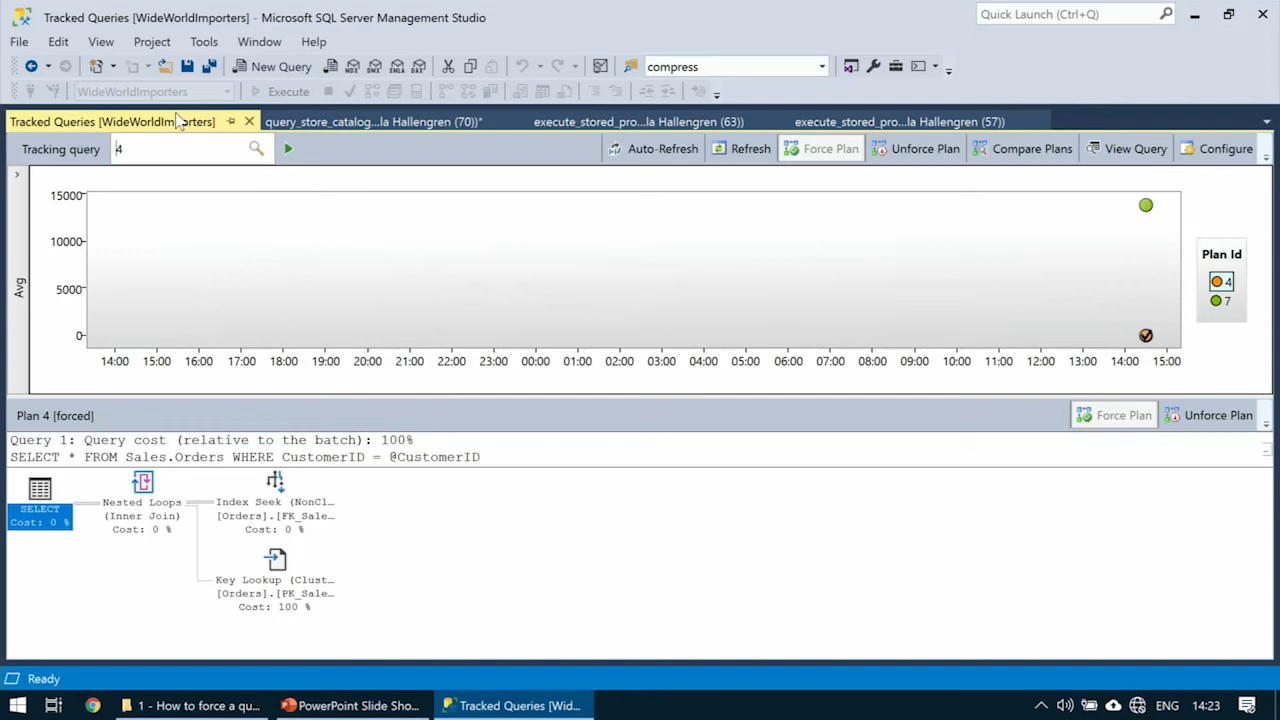 Tracked Queries [WideWorldImporters] - Microsoft SQL Server Management Studio
Quick Launch (Ctrl+Q)
File Edit View Project Tools Window Help
New Query
MDX DMX XMLA DAX
compress
WideWorldImporters
Execute
Tracked Queries [WideWorldImporters]
query_store_catalog...la Hallengren (70))*
execute_stored_pro...la Hallengren (63))
execute_stored_pro...la Hallengren (57))
Tracking query 4
Auto-Refresh Refresh Force Plan Unforce Plan Compare Plans View Query Configure
15000
10000
5000
0
Avg
14:00 15:00 16:00 17:00 18:00 19:00 20:00 21:00 22:00 23:00 00:00 01:00 02:00 03:00 04:00 05:00 06:00 07:00 08:00 09:00 10:00 11:00 12:00 13:00 14:00 15:00
Plan Id
4
7
Plan 4 [forced]
Force Plan Unforce Plan
Query 1: Query cost (relative to the batch): 100%
SELECT * FROM Sales.Orders WHERE CustomerID = @CustomerID
SELECT
Cost: 0 %
Nested Loops
(Inner Join)
Cost: 0 %
Index Seek (NonCl...
[Orders].[FK_Sale...
Cost: 0 %
Key Lookup (Clust...
[Orders].[PK_Sale...
Cost: 100 %
Ready
1 - How to force a qu...
PowerPoint Slide Sho...
Tracked Queries [Wid...
ENG 14:23